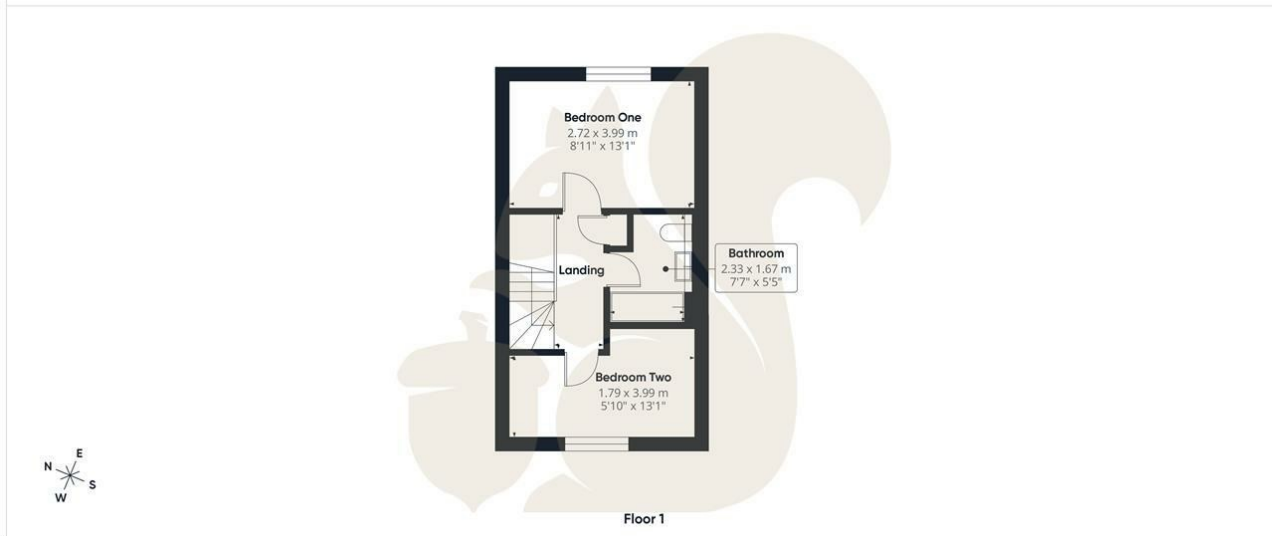 Bedroom One
2.72 x 3.99 m
8'11" x 13'1"
Landing
Bathroom
2.33 x 1.67 m
7'7" x 5'5"
Bedroom Two
1.79 x 3.99 m
5'10" x 13'1"
E
N
S
W
Floor 1